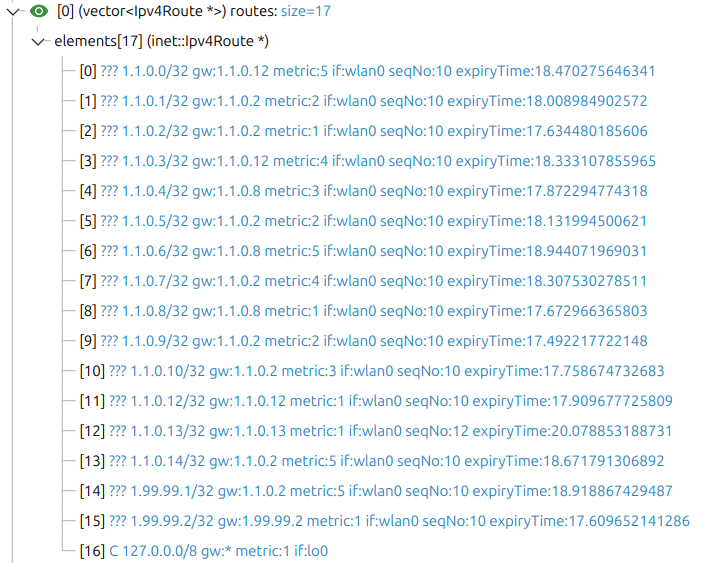 [0] (vector<Ipv4Route *>) routes: size=17
elements[17] (inet::Ipv4Route *)
[0] ??? 1.1.0.0/32 gw:1.1.0.12 metric:5 if:wlan0 seqNo:10 expiryTime:18.470275646341
[1] ??? 1.1.0.1/32 gw:1.1.0.2 metric:2 if:wlan0 seqNo:10 expiryTime:18.008984902572
[2] ??? 1.1.0.2/32 gw:1.1.0.2 metric:1 if:wlan0 seqNo:10 expiryTime:17.634480185606
[3] ??? 1.1.0.3/32 gw:1.1.0.12 metric:4 if:wlan0 seqNo:10 expiryTime:18.333107855965
[4] ??? 1.1.0.4/32 gw:1.1.0.8 metric:3 if:wlan0 seqNo:10 expiryTime:17.872294774318
[5] ??? 1.1.0.5/32 gw:1.1.0.2 metric:2 if:wlan0 seqNo:10 expiryTime:18.131994500621
[6] ??? 1.1.0.6/32 gw:1.1.0.8 metric:5 if:wlan0 seqNo:10 expiryTime:18.944071969031
[7] ??? 1.1.0.7/32 gw:1.1.0.2 metric:4 if:wlan0 seqNo:10 expiryTime:18.307530278511
[8] ??? 1.1.0.8/32 gw:1.1.0.8 metric:1 if:wlan0 seqNo:10 expiryTime:17.672966365803
[9] ??? 1.1.0.9/32 gw:1.1.0.2 metric:2 if:wlan0 seqNo:10 expiryTime:17.492217722148
[10] ??? 1.1.0.10/32 gw:1.1.0.2 metric:3 if:wlan0 seqNo:10 expiryTime:17.758674732683
[11] ??? 1.1.0.12/32 gw:1.1.0.12 metric:1 if:wlan0 seqNo:10 expiryTime:17.909677725809
[12] ??? 1.1.0.13/32 gw:1.1.0.13 metric:1 if:wlan0 seqNo:12 expiryTime:20.078853188731
[13] ??? 1.1.0.14/32 gw:1.1.0.2 metric:5 if:wlan0 seqNo:10 expiryTime:18.671791306892
[14] ??? 1.99.99.1/32 gw:1.1.0.2 metric:5 if:wlan0 seqNo:10 expiryTime:18.918867429487
[15] ??? 1.99.99.2/32 gw:1.99.99.2 metric:1 if:wlan0 seqNo:10 expiryTime:17.609652141286
[16] C 127.0.0.0/8 gw:* metric:1 if:lo0